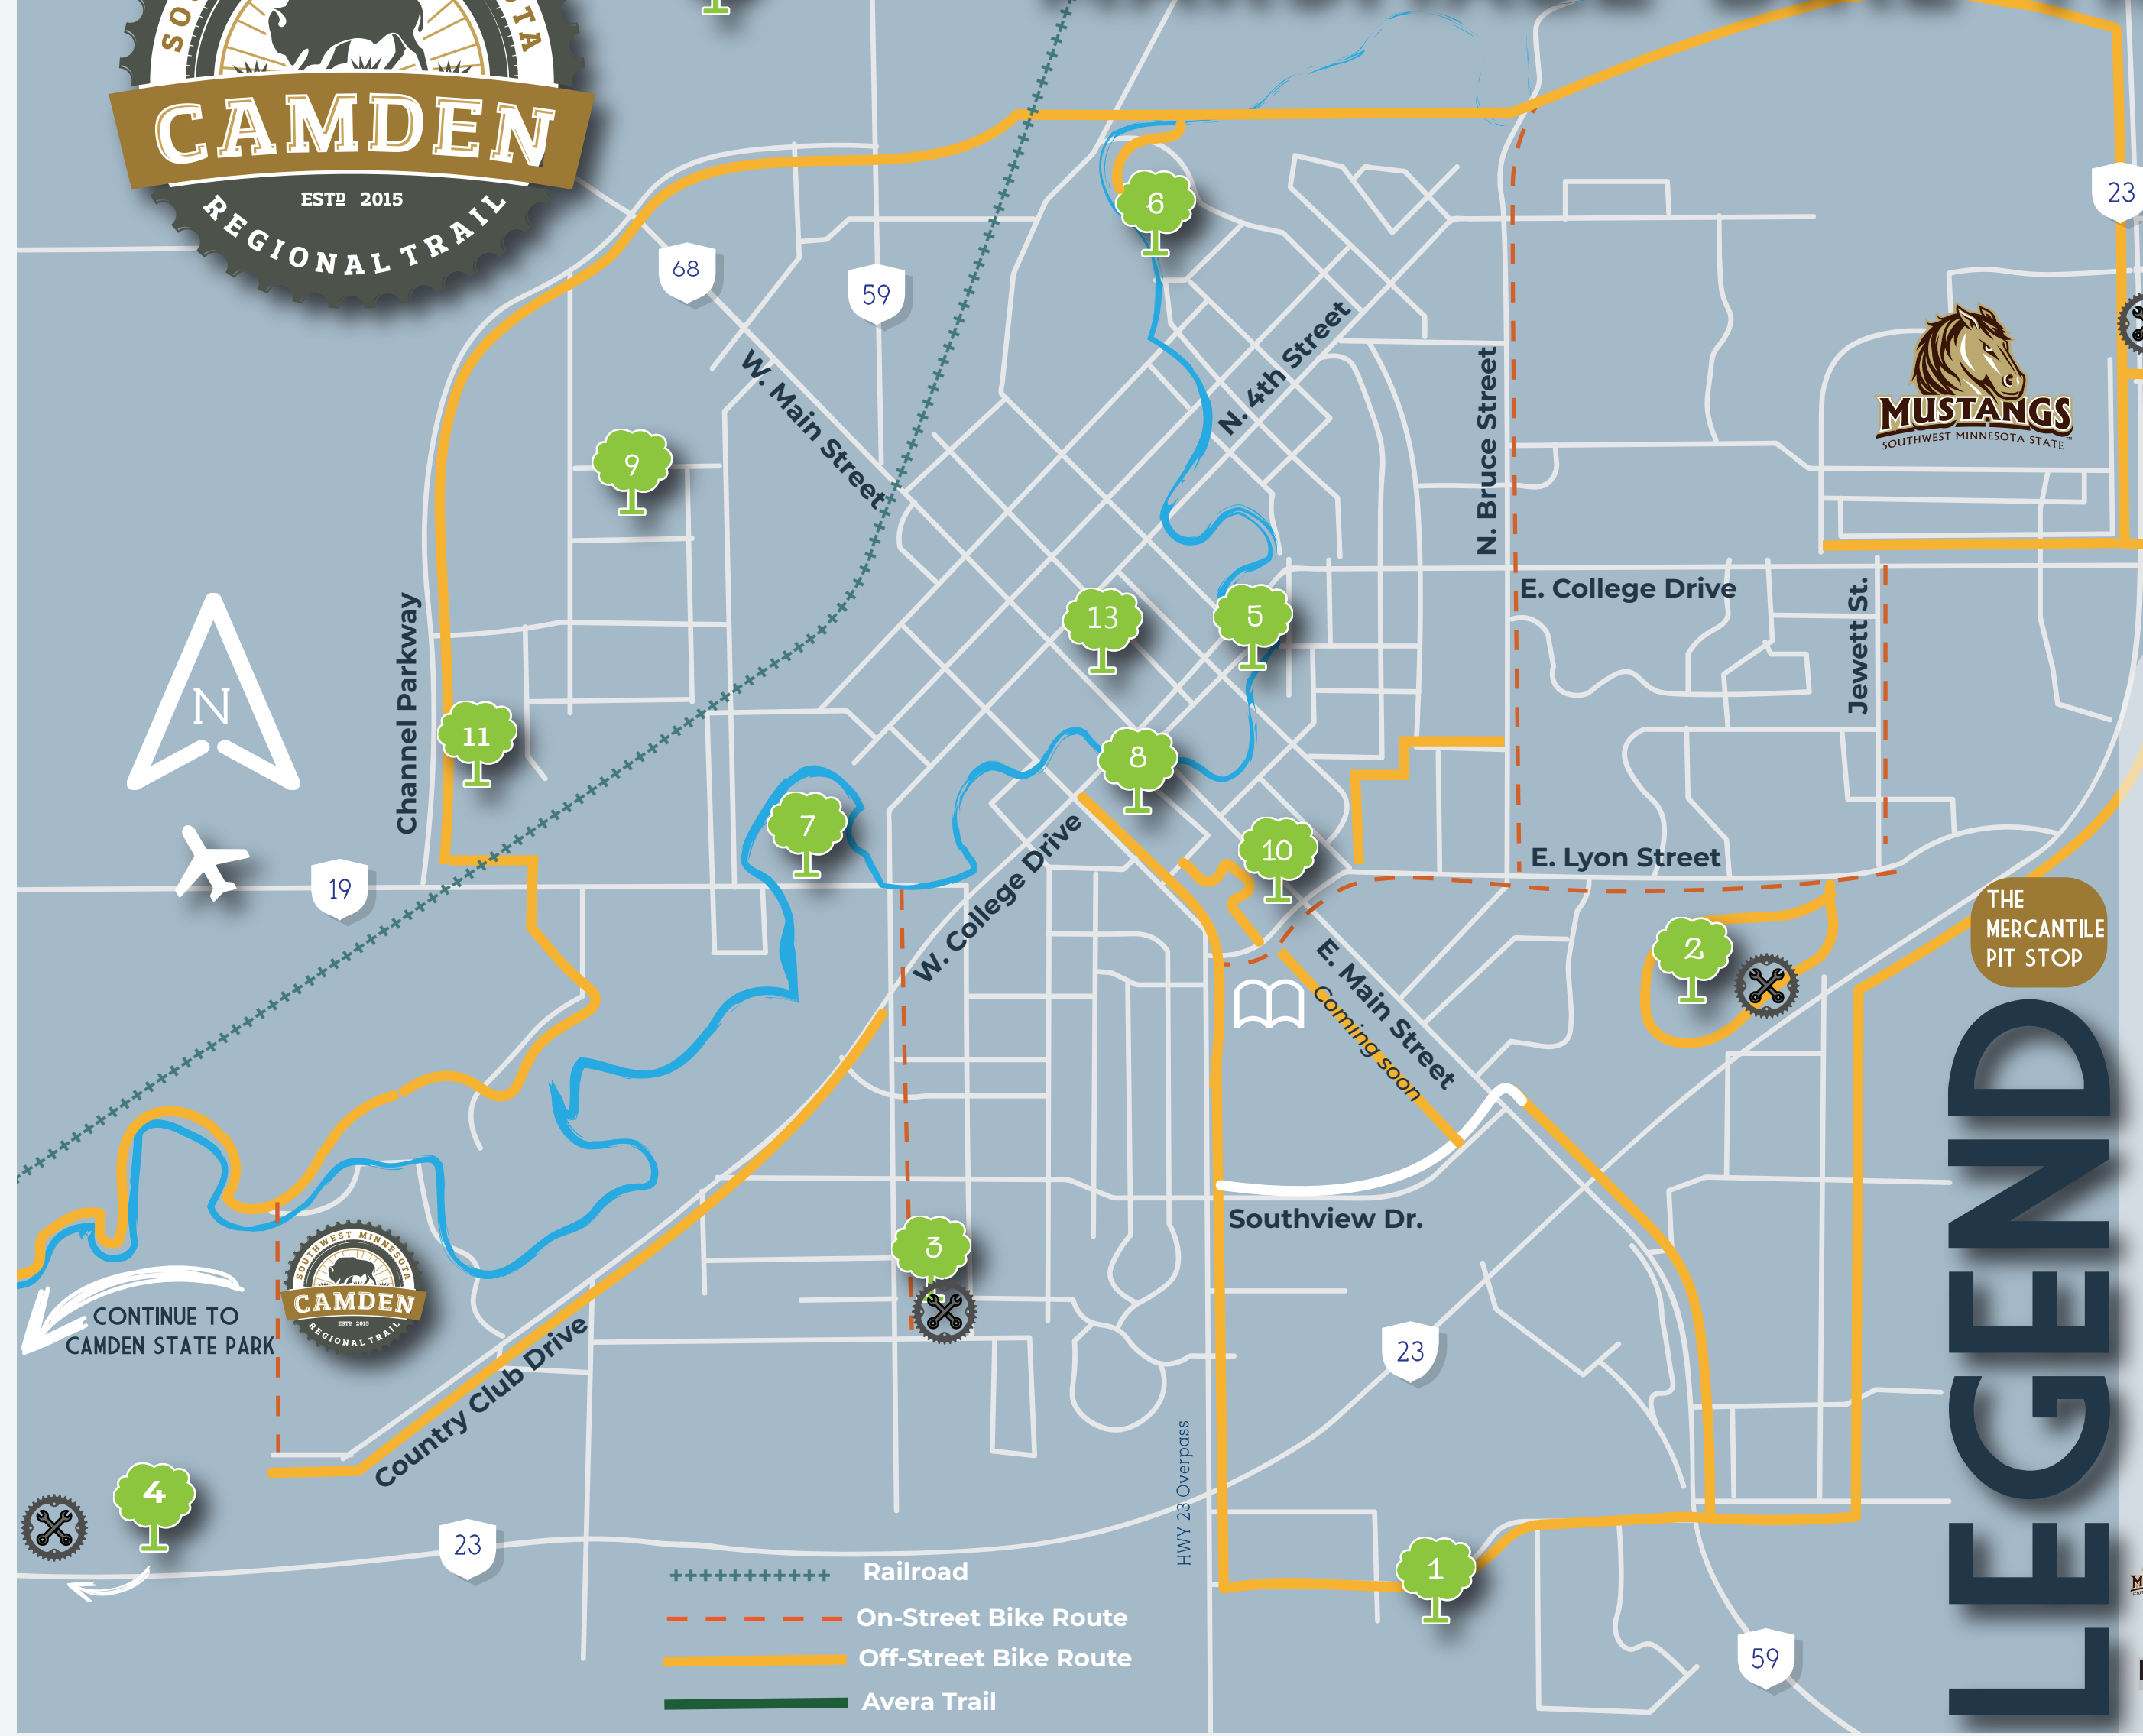 CAMDEN
ESTD 2015
REGIONAL TRAIL
68
59
23
6
W. Main Street
N. 4th Street
N. Bruce Street
MUSTANGS
SOUTHWEST MINNESOTA STATE
9
13
5
E. College Drive
Jewett St.
N
Channel Parkway
11
8
7
10
19
W. College Drive
E. Lyon Street
THE
MERCANTILE
PIT STOP
2
E. Main Street
Coming soon
Southview Dr.
3
SOUTHWEST MINNESOTA
CAMDEN
ESTD 2015
REGIONAL TRAIL
CONTINUE TO
CAMDEN STATE PARK
Country Club Drive
23
HWY 23 Overpass
4
23
1
59
LEGEND
Railroad
On-Street Bike Route
Off-Street Bike Route
Avera Trail